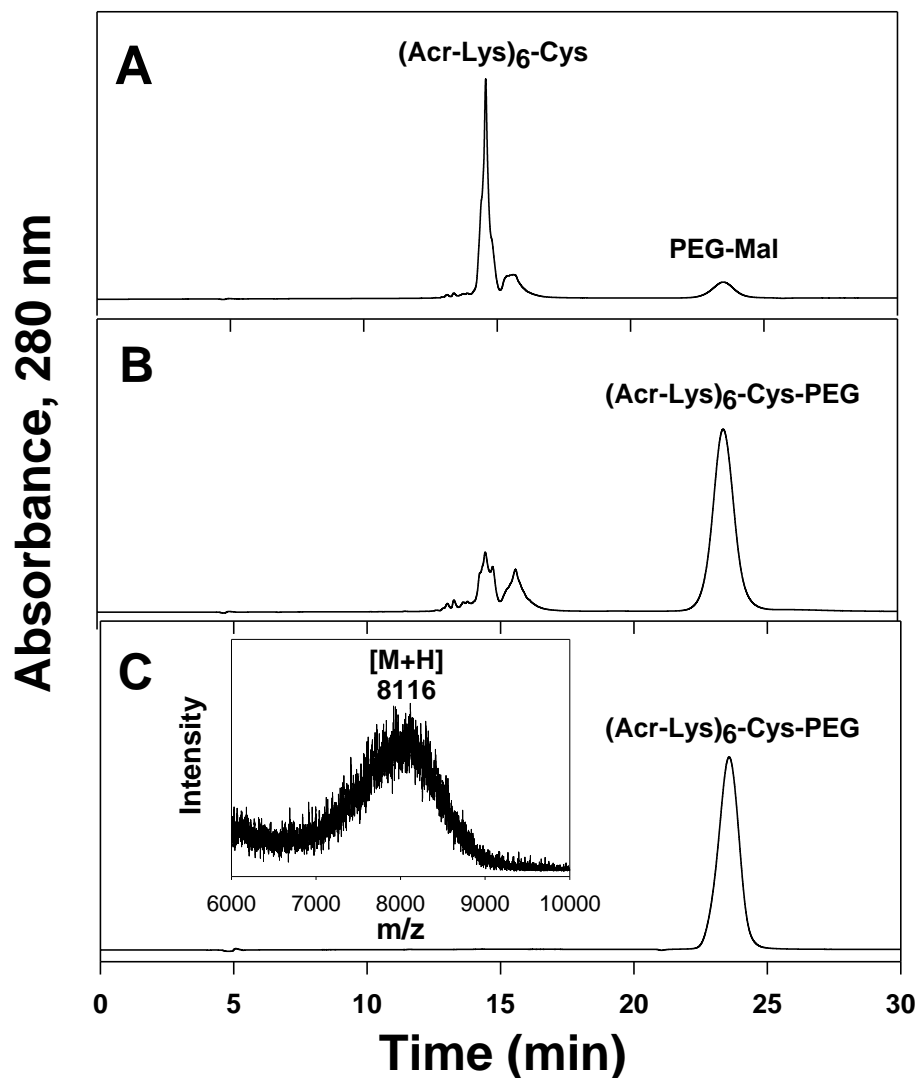 A
(Acr-Lys)6-Cys
PEG-Mal
Absorbance, 280 nm
B
(Acr-Lys)6-Cys-PEG
C
[M+H]
8116
(Acr-Lys)6-Cys-PEG
Intensity
6000 7000 8000 9000 10000
m/z
0 5 10 15 20 25 30
Time (min)